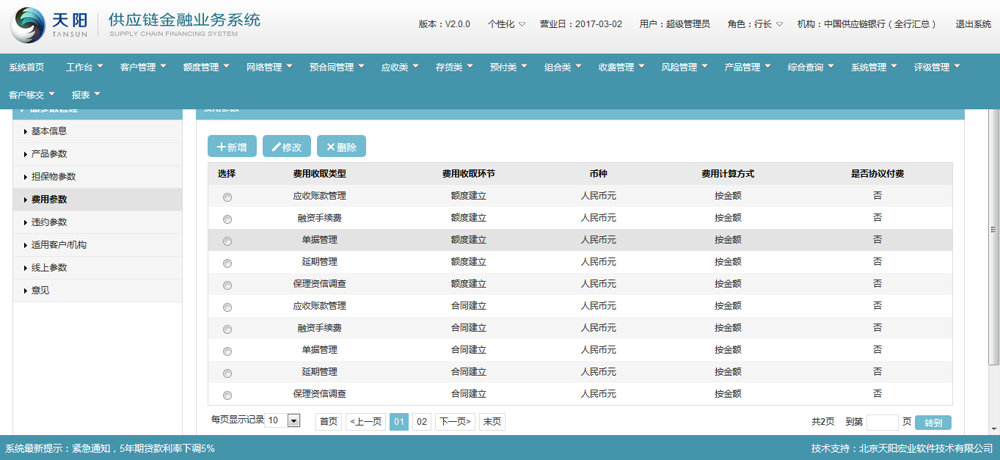 天阳 供应链金融业务系统
TANSUN SUPPLY CHAIN FINANCING SYSTEM
版本：V2.0.0 个性化 营业日：2017-03-02 用户：超级管理员 角色：行长 机构：中国供应链银行（全行汇总） 退出系统
系统首页 工作台 客户管理 额度管理 网络管理 预合同管理 应收类 存货类 预付类 组合类 收费管理 风险管理 产品管理 综合查询 系统管理 评级管理
客户移交 报表
基本信息
产品参数
担保物参数
费用参数
违约参数
适用客户/机构
线上参数
意见
新增 修改 删除
选择 费用收取类型 费用收取环节 币种 费用计算方式 是否协议付费
应收账款管理 额度建立 人民币元 按金额 否
融资手续费 额度建立 人民币元 按金额 否
单据管理 额度建立 人民币元 按金额 否
延期管理 额度建立 人民币元 按金额 否
保理资信调查 额度建立 人民币元 按金额 否
应收账款管理 合同建立 人民币元 按金额 否
融资手续费 合同建立 人民币元 按金额 否
单据管理 合同建立 人民币元 按金额 否
延期管理 合同建立 人民币元 按金额 否
保理资信调查 合同建立 人民币元 按金额 否
每页显示记录 10 首页 <上一页 01 02 下一页> 末页 共2页 到第 页 转到
系统最新提示：紧急通知，5年期贷款利率下调5% 技术支持：北京天阳宏业软件技术有限公司